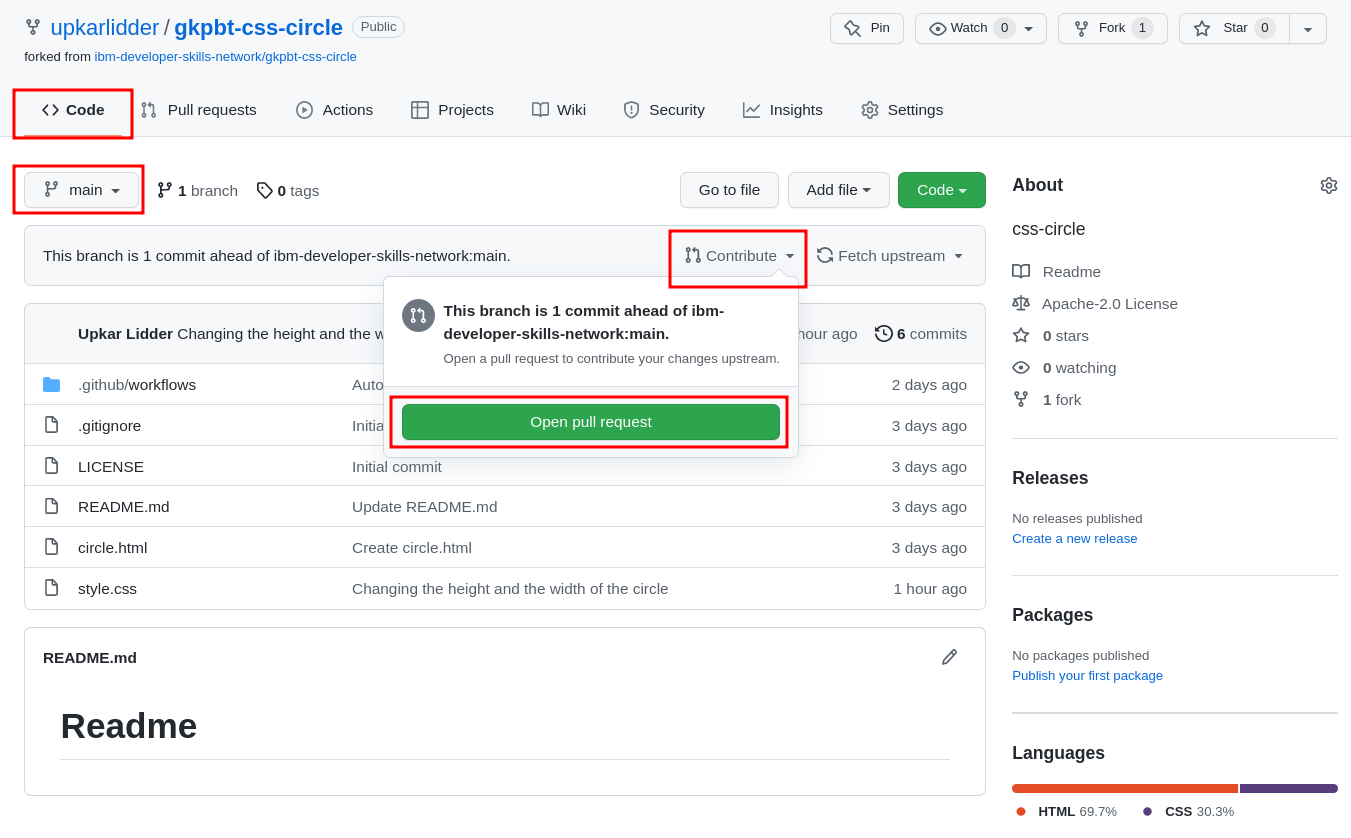 upkarlidder / gkpbt-css-circle Public
Pin Watch 0 Fork 1 Star 0
forked from ibm-developer-skills-network/gkpbt-css-circle
Code Pull requests Actions Projects Wiki Security Insights Settings
main 1 branch 0 tags Go to file Add file Code
This branch is 1 commit ahead of ibm-developer-skills-network:main. Contribute Fetch upstream
This branch is 1 commit ahead of ibm-
developer-skills-network:main.
Open a pull request to contribute your changes upstream.
Open pull request
Upkar Lidder Changing the height and the hour ago 6 commits
.github/workflows 2 days ago
.gitignore 3 days ago
LICENSE Initial commit 3 days ago
README.md Update README.md 3 days ago
circle.html Create circle.html 3 days ago
style.css Changing the height and the width of the circle 1 hour ago
README.md
Readme
About
css-circle
Readme
Apache-2.0 License
0 stars
0 watching
1 fork
Releases
No releases published
Create a new release
Packages
No packages published
Publish your first package
Languages
HTML 69.7% CSS 30.3%